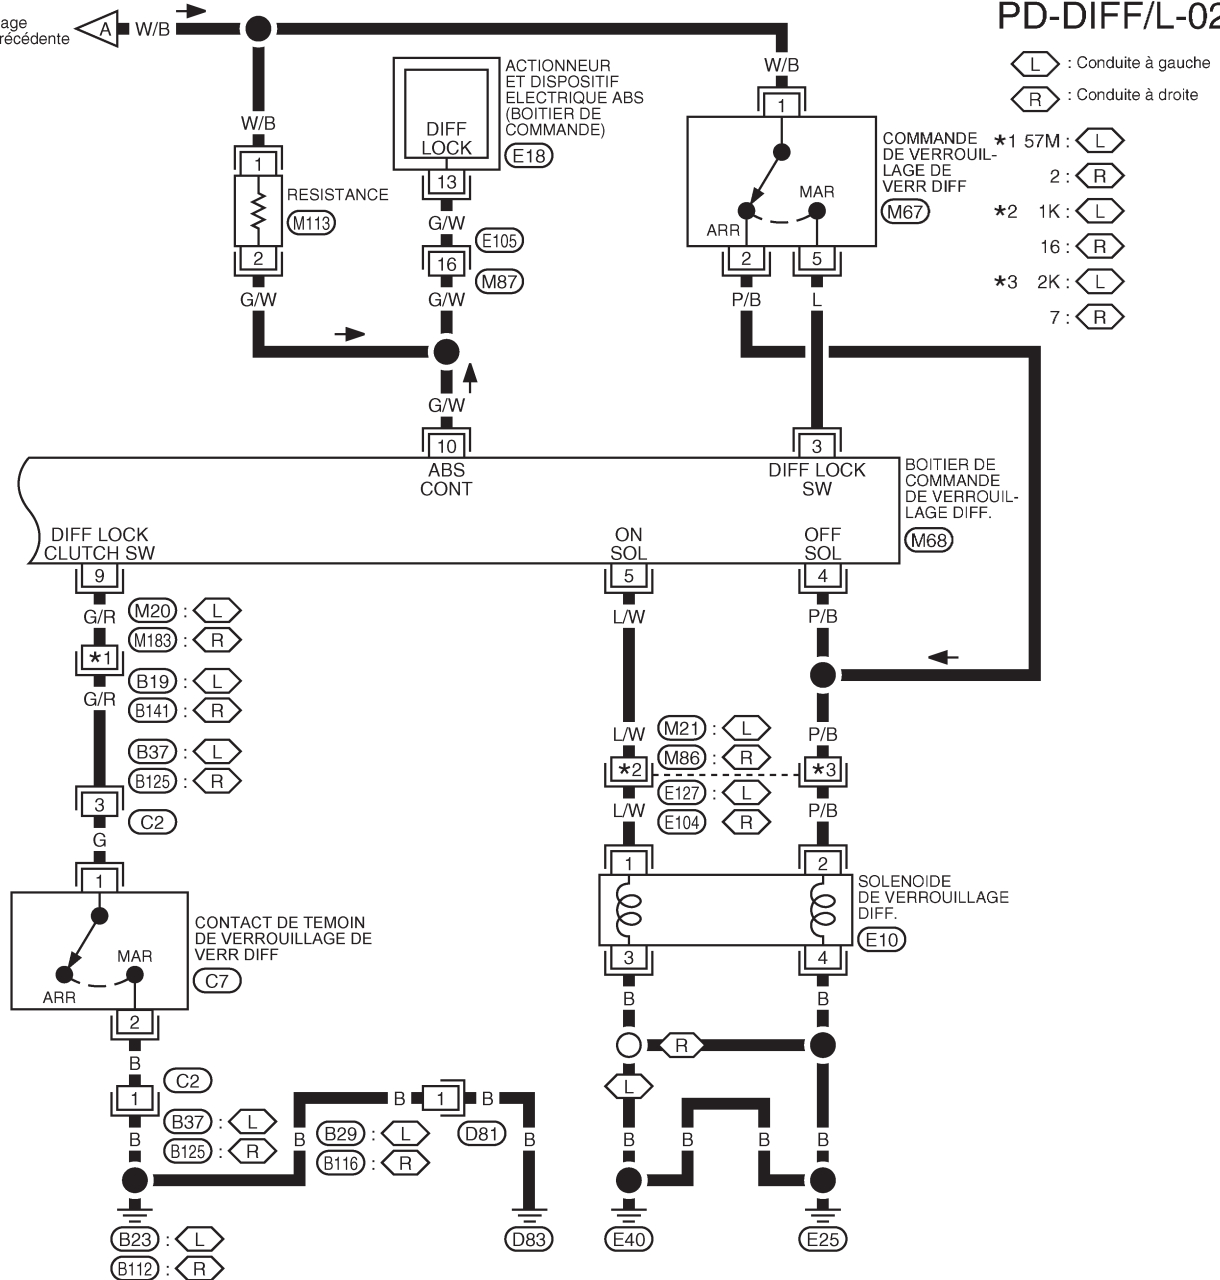 age
récédente
A
W/B
PD-DIFF/L-02
L : Conduite à gauche
R : Conduite à droite
*1 57M : L
2 : R
*2 1K : L
16 : R
*3 2K : L
7 : R
W/B
1
RESISTANCE
M113
2
G/W
ACTIONNEUR
ET DISPOSITIF
ELECTRIQUE ABS
(BOITIER DE
COMMANDE)
E18
DIFF
LOCK
13
G/W
E105
16
M87
G/W
G/W
10
W/B
1
COMMANDE
DE VERROUIL-
LAGE DE
VERR DIFF
M67
MAR
ARR
2
5
P/B
L
3
ABS
CONT
DIFF LOCK
SW
BOITIER DE
COMMANDE
DE VERROUIL-
LAGE DIFF.
M68
DIFF LOCK
CLUTCH SW
ON
SOL
OFF
SOL
9
5
4
G/R
M20 : L
M183 : R
*1
G/R
B19 : L
B141 : R
B37 : L
B125 : R
3
C2
G
1
CONTACT DE TEMOIN
DE VERROUILLAGE DE
VERR DIFF
C7
MAR
ARR
2
B
C2
1
B37 : L
B125 : R
B
B23 : L
B112 : R
B
1
B
B
B29 : L
B116 : R
D81
B
D83
L/W
P/B
L/W
M21 : L
M86 : R
P/B
*2
*3
E127 : L
E104 : R
L/W
P/B
1
2
SOLENOIDE
DE VERROUILLAGE
DIFF.
E10
3
4
B
B
R
L
B
B
B
B
E40
E25